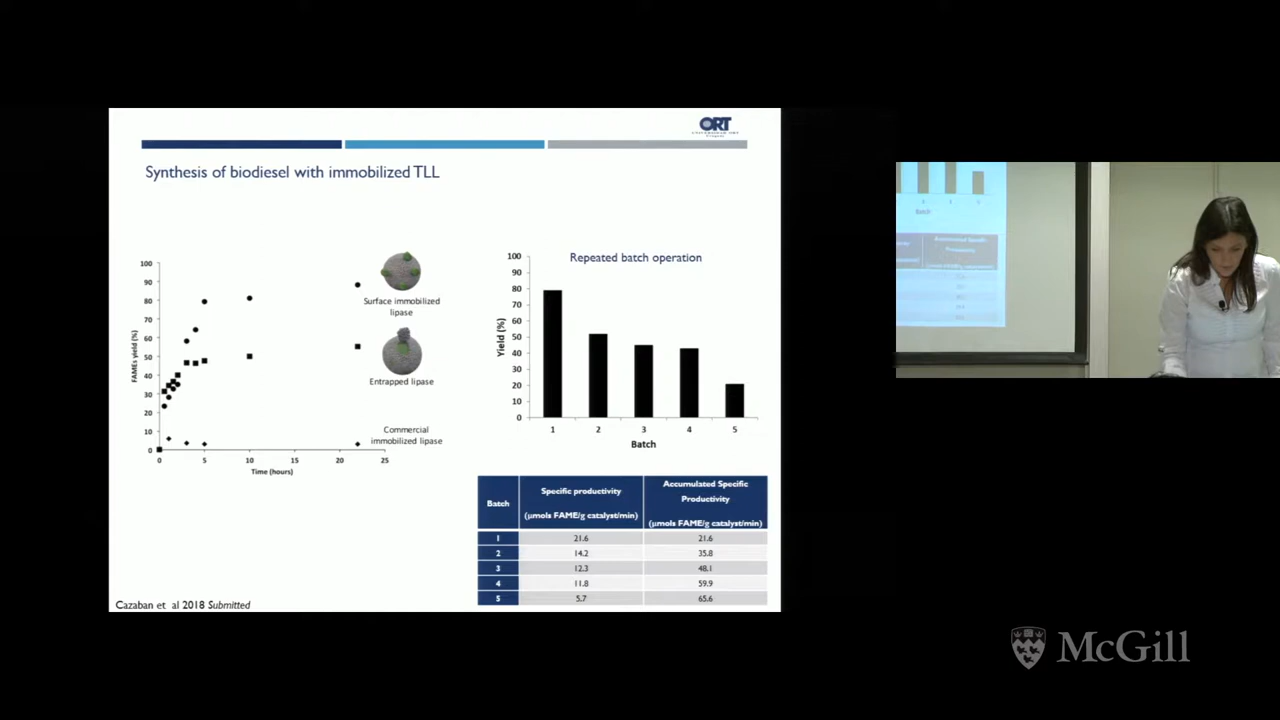 ORT
Synthesis of biodiesel with immobilized TLL
100
90
80
70
60
50
40
30
20
10
0
FAMEs yield (%)
0 5 10 15 20 25
Time (hours)
Surface immobilized
lipase
Entrapped lipase
Commercial
immobilized lipase
Repeated batch operation
100
90
80
70
60
50
40
30
20
10
0
Yield (%)
1 2 3 4 5
Batch
Batch Specific productivity (µmols FAME/g catalyst/min) Accumulated Specific Productivity (µmols FAME/g catalyst/min)
1 21.6 21.6
2 14.2 35.8
3 12.3 48.1
4 11.8 59.9
5 5.7 65.6
Cazaban et al 2018 Submitted
Batch
McGill